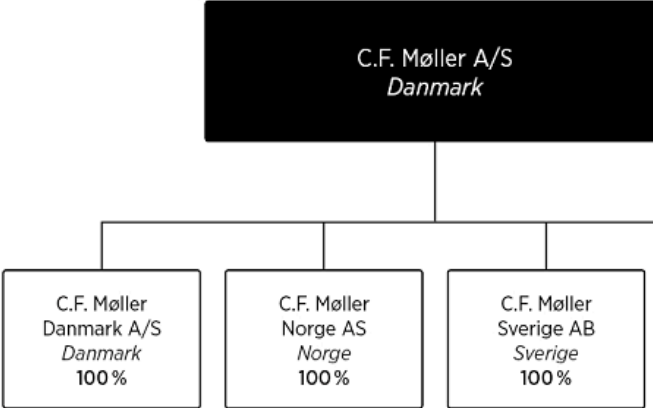 C.F. Møller A/S
Danmark
C.F. Møller
Danmark A/S
Danmark
100 %
C.F. Møller
Norge AS
Norge
100 %
C.F. Møller
Sverige AB
Sverige
100 %